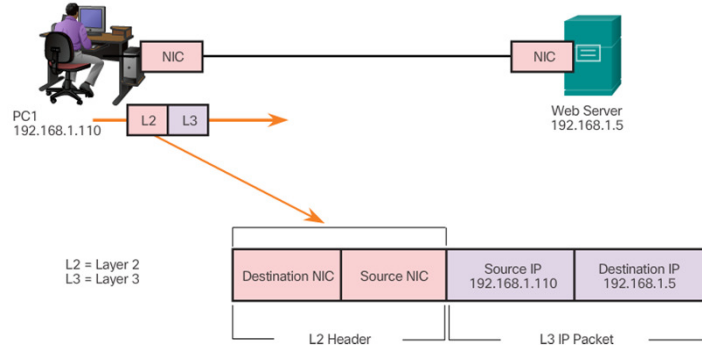 NIC
NIC
PC1
192.168.1.110
L2
L3
Web Server
192.168.1.5
L2 = Layer 2
L3 = Layer 3
Destination NIC
Source NIC
Source IP
192.168.1.110
Destination IP
192.168.1.5
L2 Header
L3 IP Packet